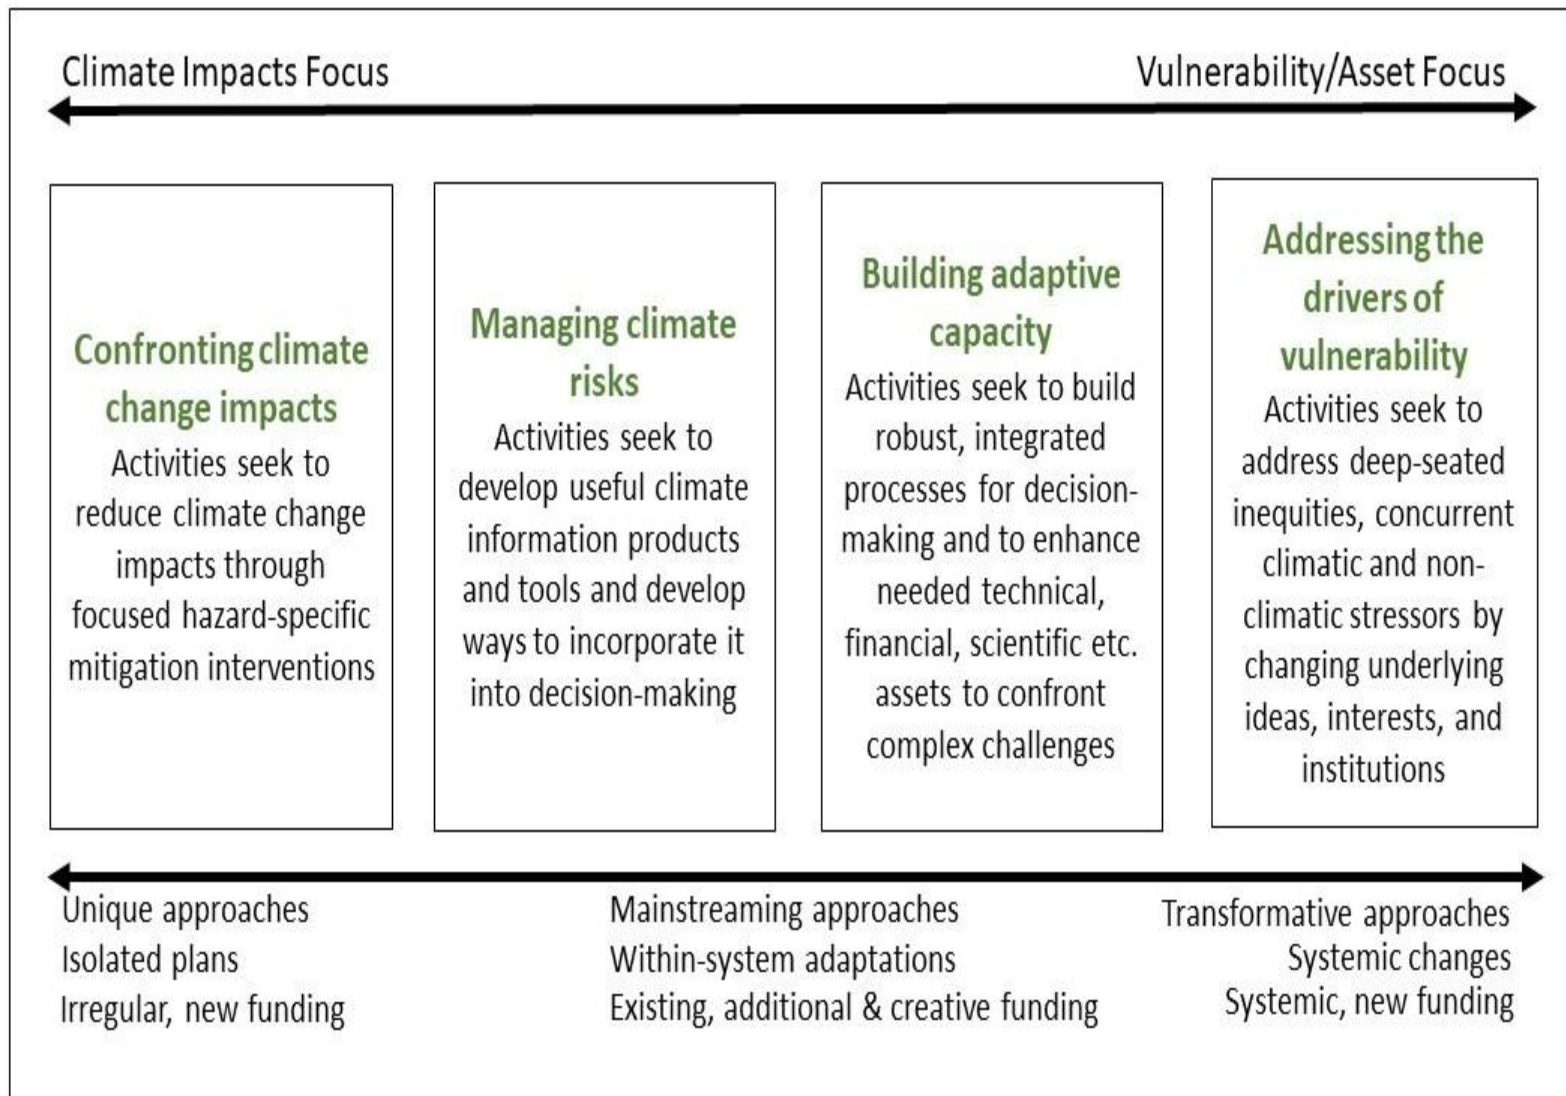 Climate Impacts Focus
Vulnerability/Asset Focus
Confronting climate
change impacts
Activities seek to
reduce climate change
impacts through
focused hazard-specific
mitigation interventions
Managing climate
risks
Activities seek to
develop useful climate
information products
and tools and develop
ways to incorporate it
into decision-making
Building adaptive
capacity
Activities seek to build
robust, integrated
processes for decision-
making and to enhance
needed technical,
financial, scientific etc.
assets to confront
complex challenges
Addressing the
drivers of
vulnerability
Activities seek to
address deep-seated
inequities, concurrent
climatic and non-
climatic stressors by
changing underlying
ideas, interests, and
institutions
Unique approaches
Isolated plans
Irregular, new funding
Mainstreaming approaches
Within-system adaptations
Existing, additional & creative funding
Transformative approaches
Systemic changes
Systemic, new funding